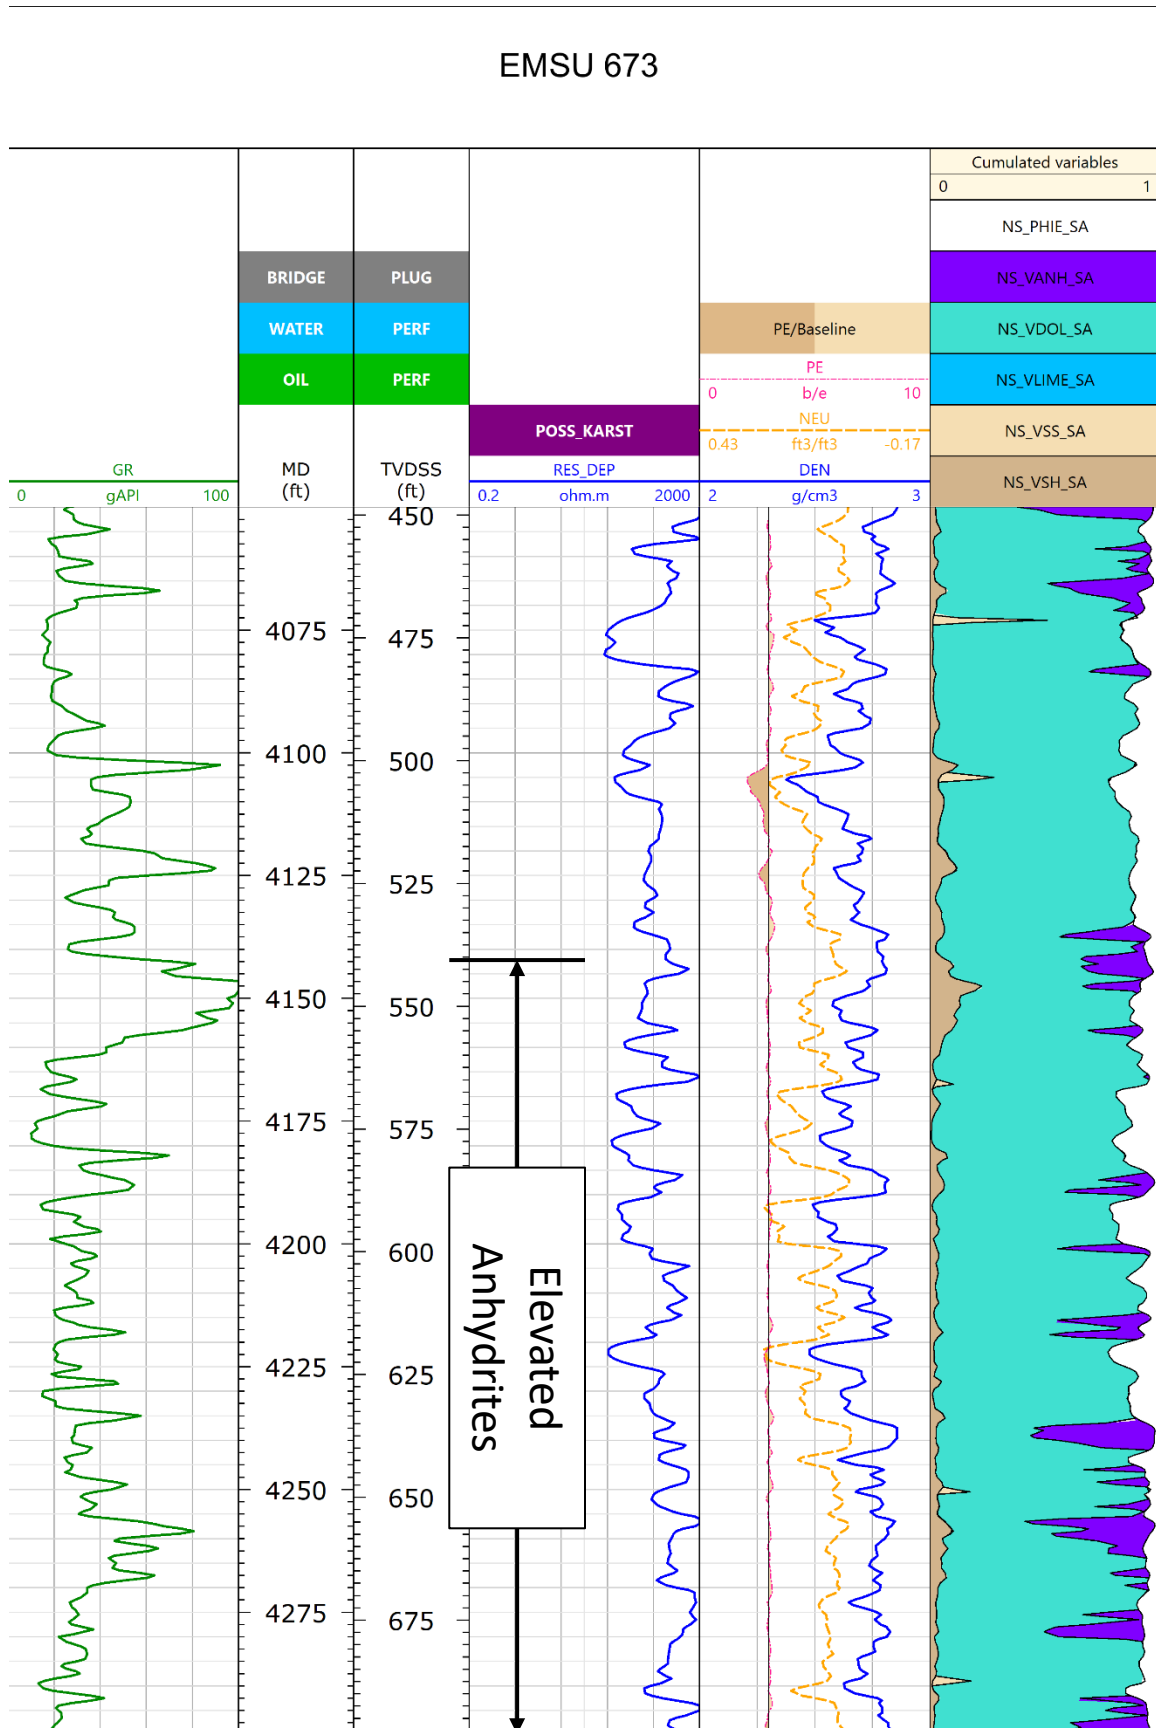 EMSU 673
Cumulated variables
0 1
NS_PHIE_SA
BRIDGE PLUG NS_VANH_SA
WATER PERF PE/Baseline NS_VDOL_SA
OIL PERF PE NS_VLIME_SA
0 b/e 10
POSS_KARST NEU NS_VSS_SA
0.43 ft3/ft3 -0.17
GR MD TVDSS RES_DEP DEN NS_VSH_SA
0 gAPI 100 (ft) (ft) 0.2 ohm.m 2000 2 g/cm3 3
450
4075 475
4100 500
4125 525
4150 550
4175 575
4200 600
4225 625
4250 650
4275 675
Elevated
Anhydrites